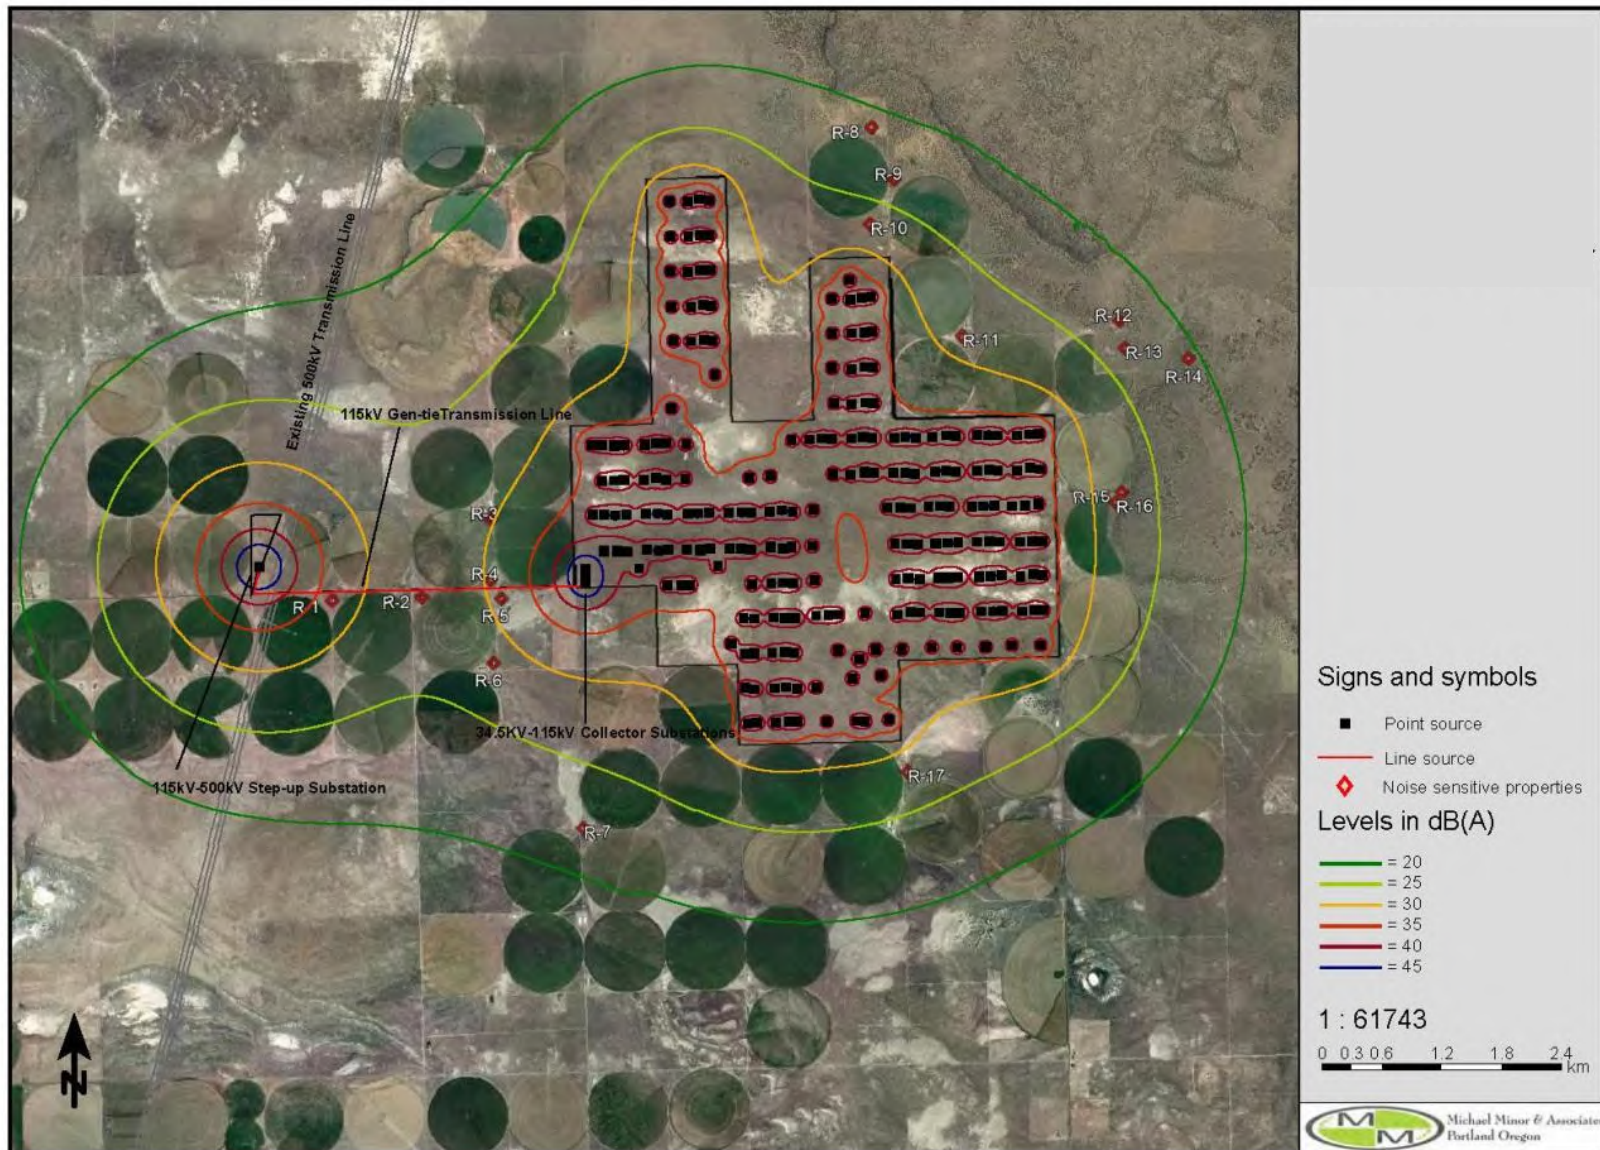 R-8
R-9
R-10
Existing 500kV Transmission Line
R-12
R-11
R-13
R-14
115kV Gen-tieTransmission Line
R-15
R-16
R-3
R-4
R-1
R-2
R-5
R-6
34.5KV-115kV Collector Substations
R-17
115kV-500kV Step-up Substation
R-7
N
Signs and symbols
Point source
Line source
Noise sensitive properties
Levels in dB(A)
= 20
= 25
= 30
= 35
= 40
= 45
1 : 61743
0 0.3 0.6 1.2 1.8 2.4
km
MM
Michael Minor & Associates
Portland Oregon